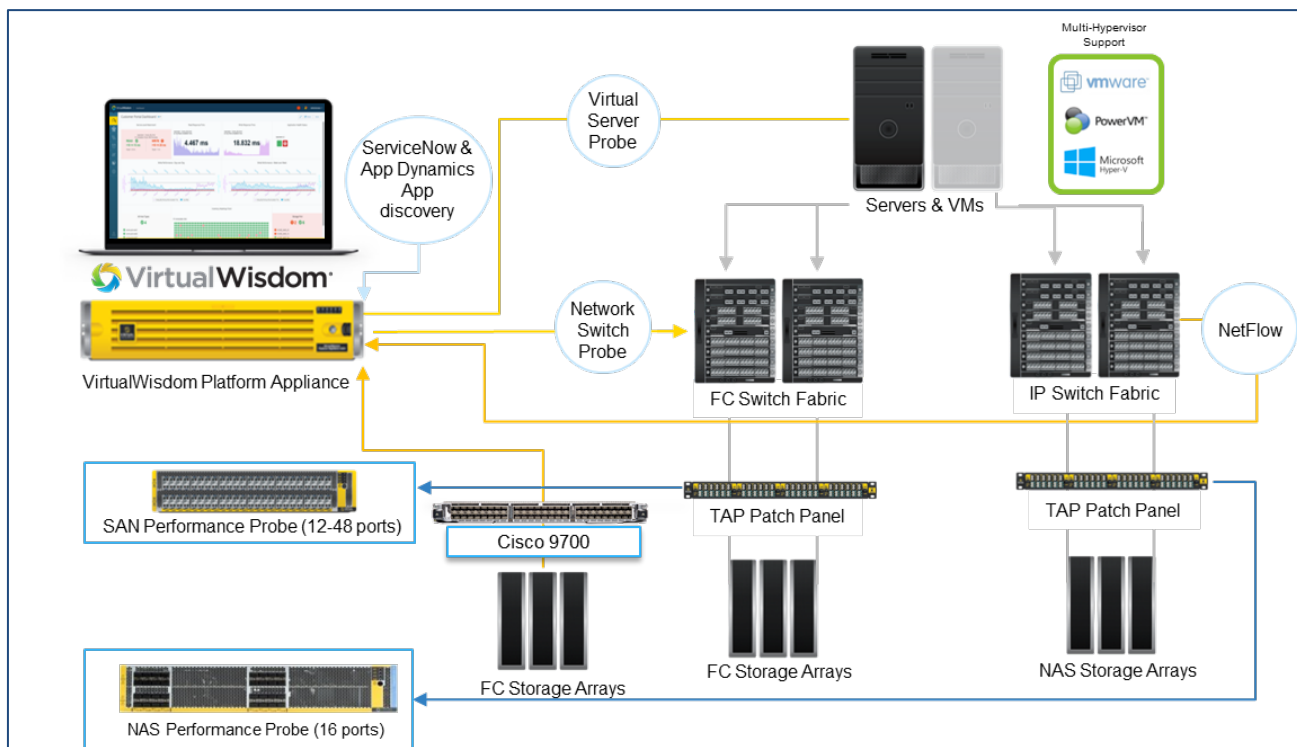 Multi-Hypervisor
Support
vmware
PowerVM™
Microsoft
Hyper-V
Virtual
Server
Probe
ServiceNow &
App Dynamics
App
discovery
4.467 ms
18.832 ms
Servers & VMs
VirtualWisdom
Network
Switch
Probe
NetFlow
VirtualWisdom Platform Appliance
FC Switch Fabric
IP Switch Fabric
SAN Performance Probe (12-48 ports)
TAP Patch Panel
TAP Patch Panel
Cisco 9700
FC Storage Arrays
FC Storage Arrays
NAS Storage Arrays
NAS Performance Probe (16 ports)